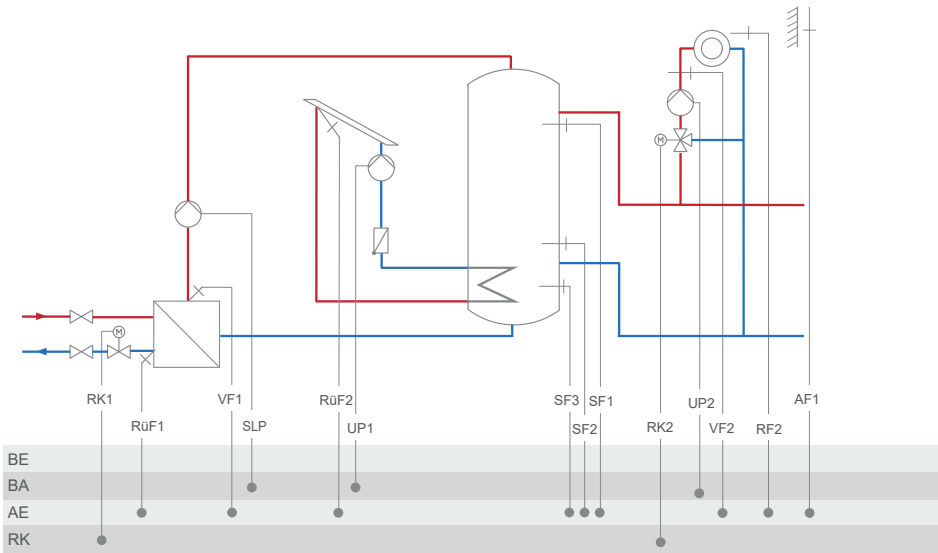 M
M
RK1
VF1
RüF2
SF3
SF1
UP2
AF1
RüF1
SLP
UP1
SF2
RK2
VF2
RF2
BE
BA
AE
RK